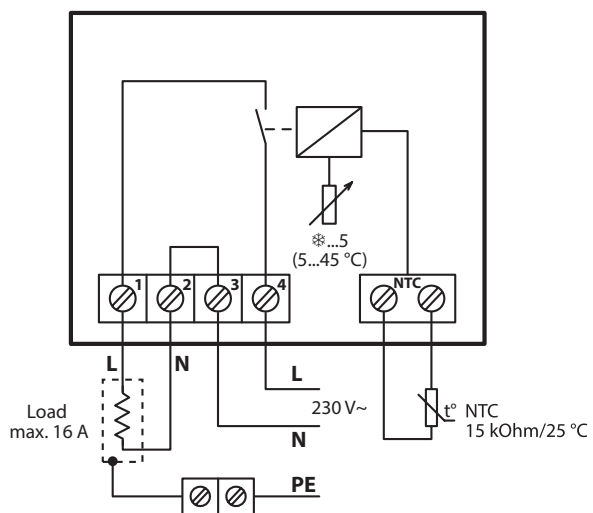 ❄...5
(5...45 °C)
1 2 3 4
NTC
L N
L
230 V~
N
Load
max. 16 A
t° NTC
15 kOhm/25 °C
PE